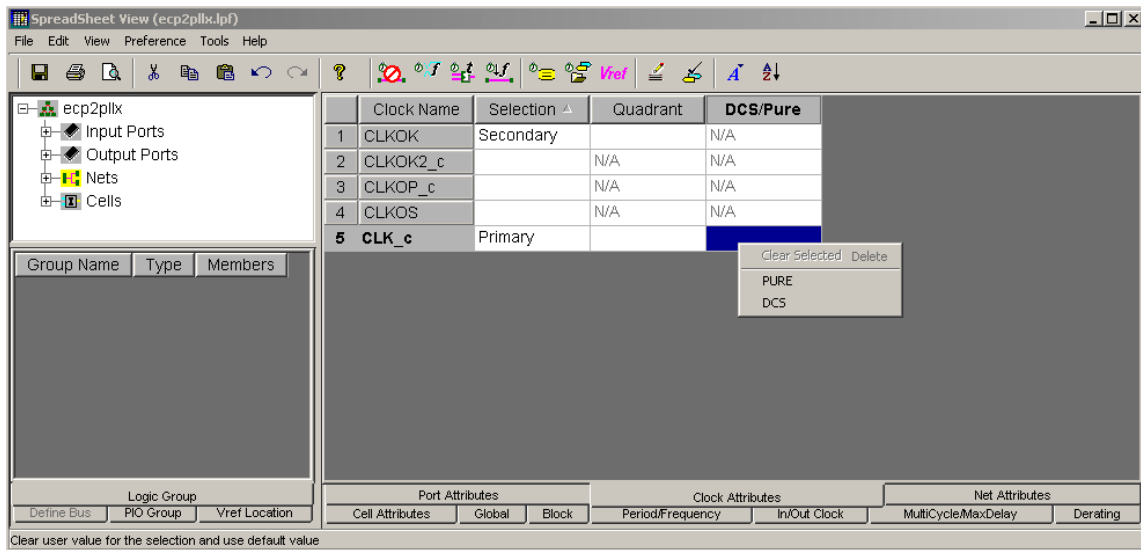 SpreadSheet View (ecp2pllx.lpf)
File Edit View Preference Tools Help
Vref
ecp2pllx
Input Ports
Output Ports
Nets
Cells
Group Name Type Members
Logic Group
Define Bus PIO Group Vref Location
Clock Name Selection Quadrant DCS/Pure
1 CLKOK Secondary N/A
2 CLKOK2_c N/A N/A
3 CLKOP_c N/A N/A
4 CLKOS N/A N/A
5 CLK_c Primary
Clear Selected Delete
PURE
DCS
Port Attributes Clock Attributes Net Attributes
Cell Attributes Global Block Period/Frequency In/Out Clock MultiCycle/MaxDelay Derating
Clear user value for the selection and use default value